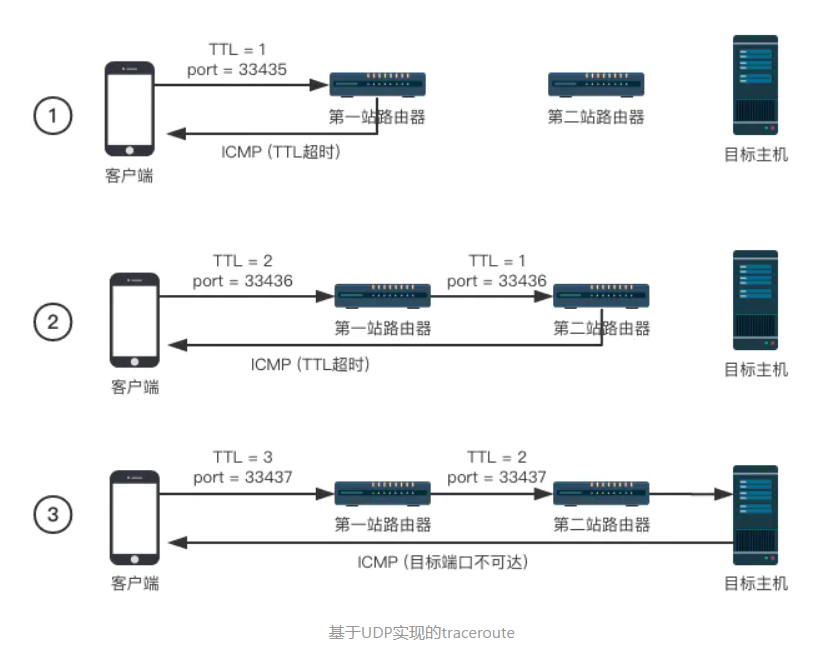 TTL = 1
port = 33435
1
第一站路由器
第二站路由器
ICMP (TTL超时)
客户端
目标主机
TTL = 2
port = 33436
TTL = 1
port = 33436
2
第一站路由器
第二站路由器
ICMP (TTL超时)
客户端
目标主机
TTL = 3
port = 33437
TTL = 2
port = 33437
3
第一站路由器
第二站路由器
ICMP (目标端口不可达)
客户端
目标主机
基于UDP实现的traceroute